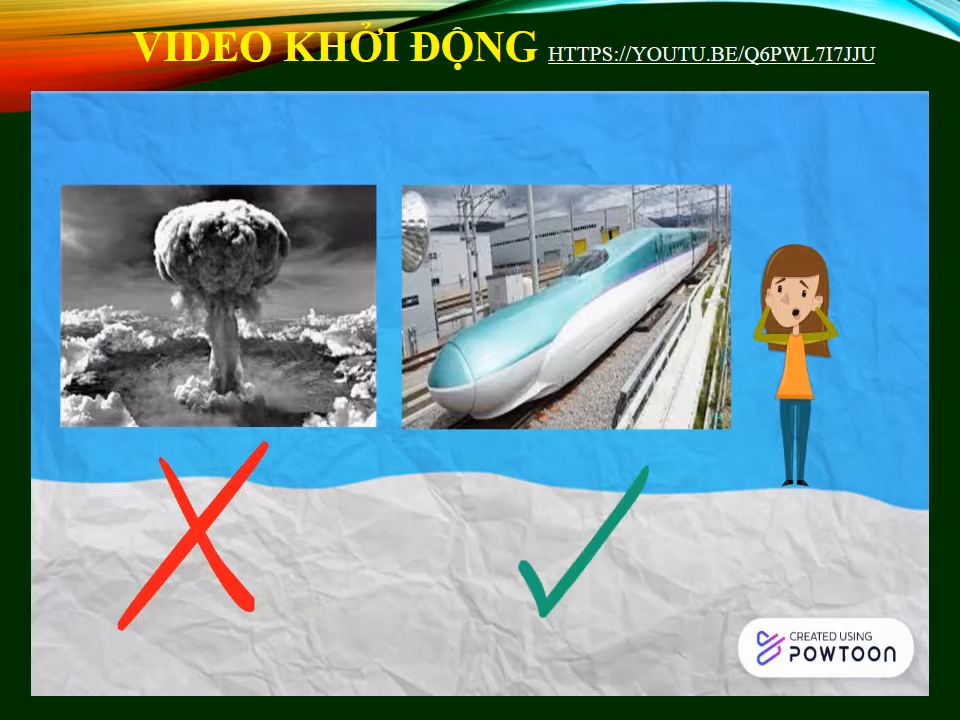 VIDEO KHỞI ĐỘNG HTTPS://YOUTU.BE/Q6PWL7I7JJU
CREATED USING
POWTOON